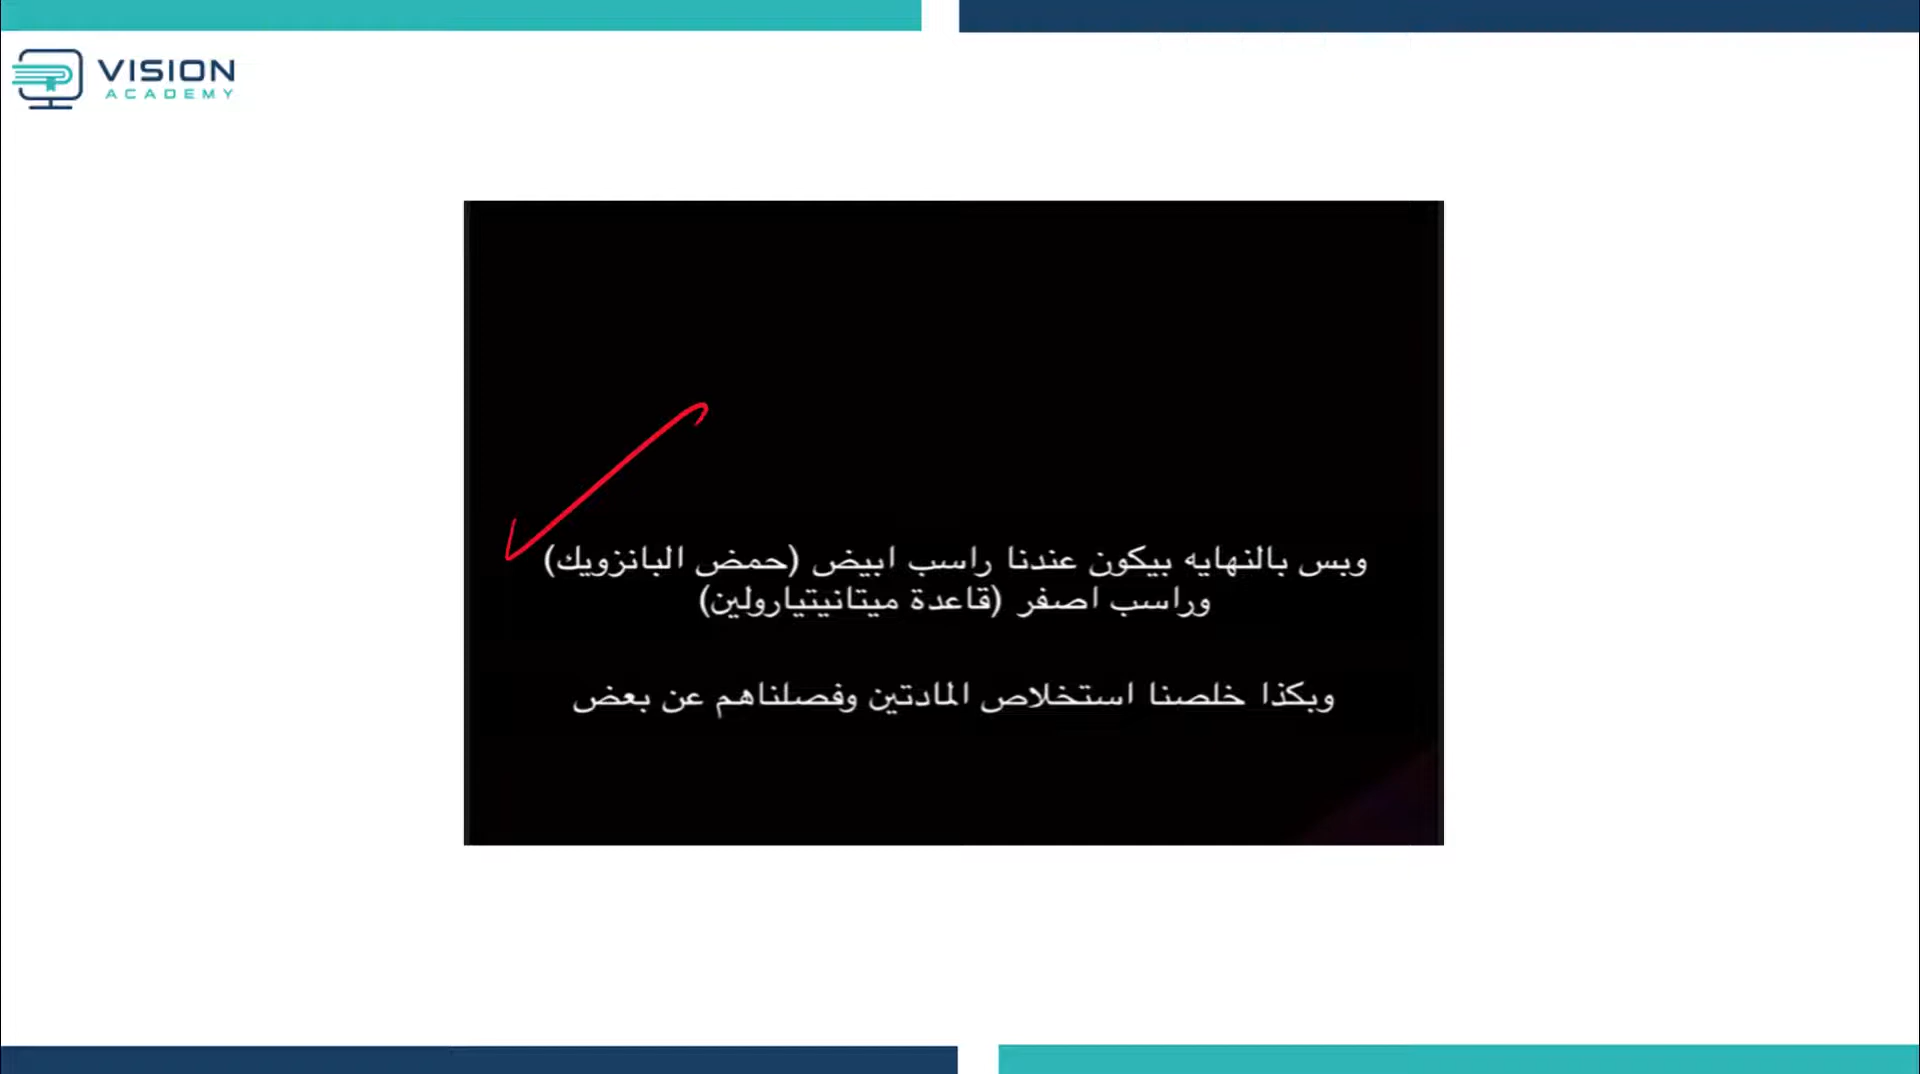 VISION
ACADEMY
وبس بالنهايه بيكون عندنا راسب ابيض (حمض البانزويك)
وراسب اصفر (قاعدة ميتانيتيارولين)
وبكذا خلصنا استخلاص المادتين وفصلناهم عن بعض